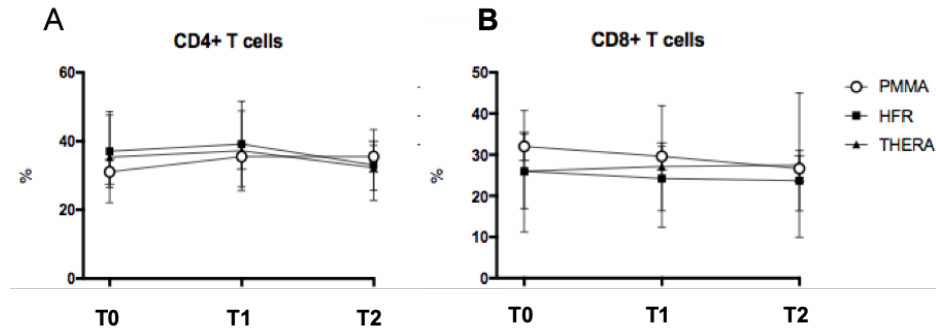 A
CD4+ T cells
60
40
20
0
%
T0 T1 T2
B
CD8+ T cells
50
40
30
20
10
0
%
T0 T1 T2
PMMA
HFR
THERA